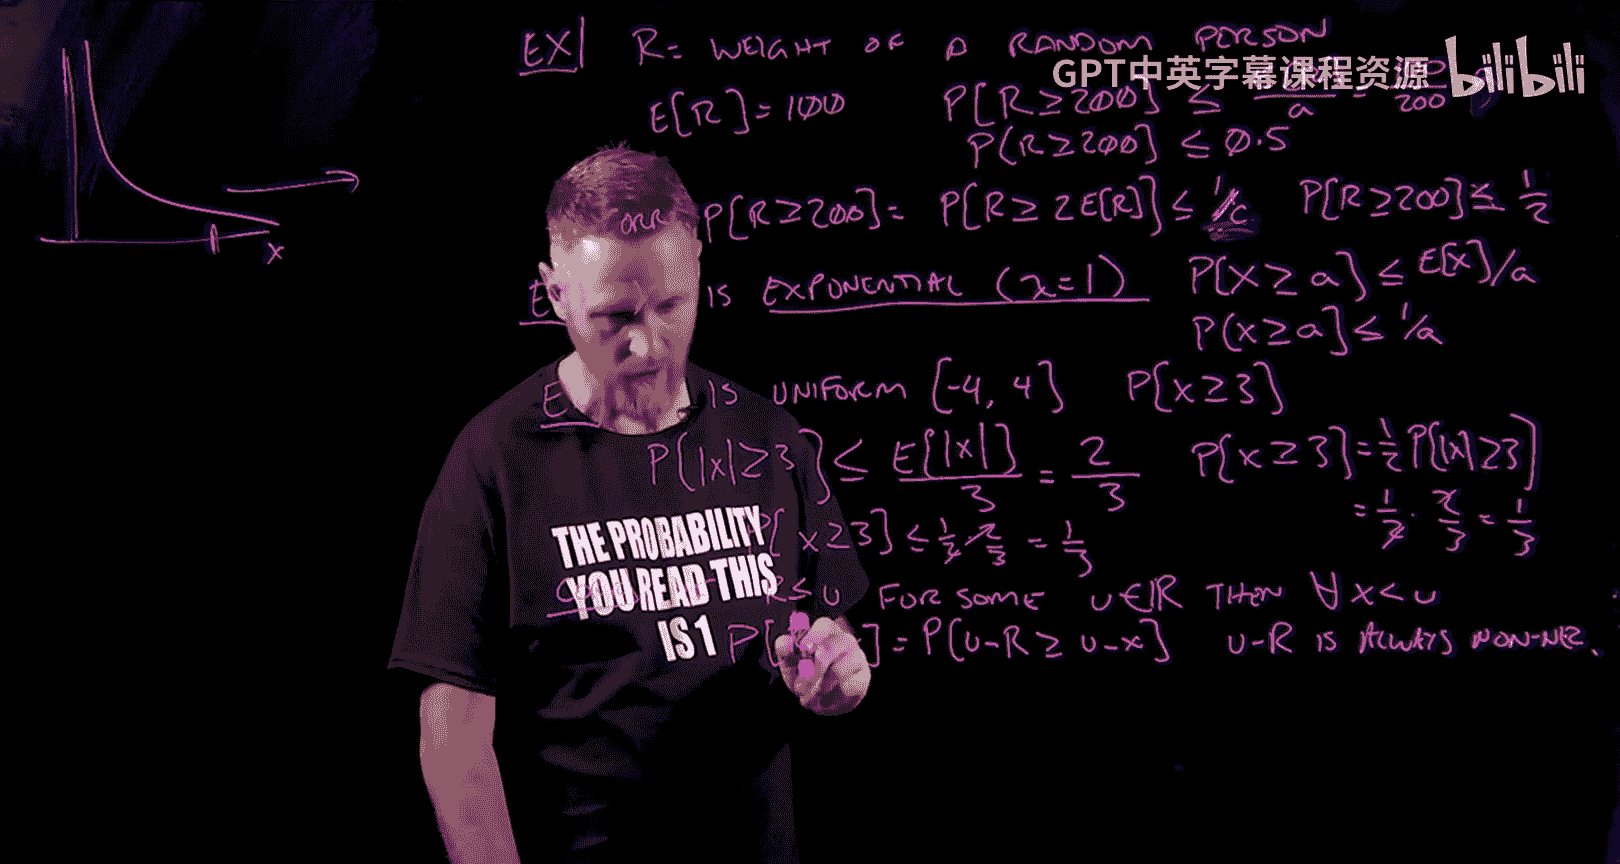 EX R= WEIGHT OF A RANDOM PERSON
GPT中英字幕课程资源 bilibili
E[R]=100 P[R≥200] ≤ /a = /200
P(R≥200] ≤ 0.5
P[R≥200]= P[R≥2E[R]] ≤ 1/c P[R≥200] ≤ 1/2
IS EXPONENTIAL (λ=1) P(X≥a) ≤ E[X]/a
P(X≥a] ≤ 1/a
IS UNIFORM [-4, 4] P[X≥3]
P(|X|≥3] ≤ E[|X|]/3 = 2/3 P[X≥3]=1/2 P[|X|≥3]
P[X≥3] ≤ 1/2 · 2/3 = 1/3 = 1/2 · 2/3 = 1/3
THE PROBABILITY
YOU READ THIS
IS 1
R≤U FOR SOME U∈R THEN ∀ X<U
P[ ] = P[U-R ≥ U-X] U-R IS ALWAYS NON-NEG.
X